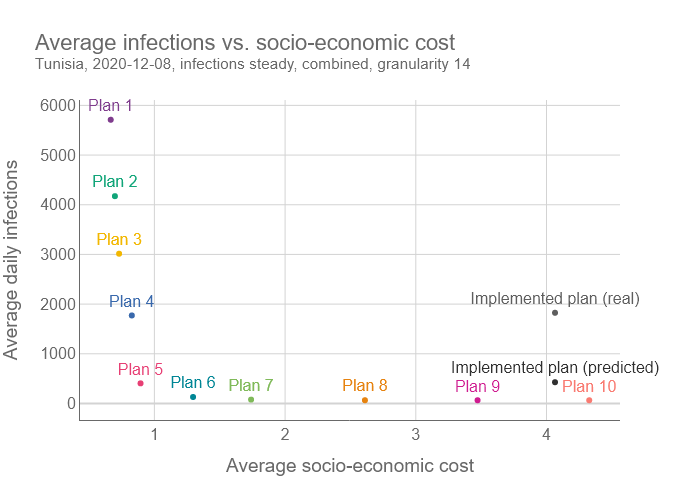 Average infections vs. socio-economic cost
Tunisia, 2020-12-08, infections steady, combined, granularity 14
Average daily infections
6000
5000
4000
3000
2000
1000
0
Plan 1
Plan 2
Plan 3
Plan 4
Plan 5
Plan 6
Plan 7
Plan 8
Plan 9
Plan 10
Implemented plan (real)
Implemented plan (predicted)
1
2
3
4
Average socio-economic cost